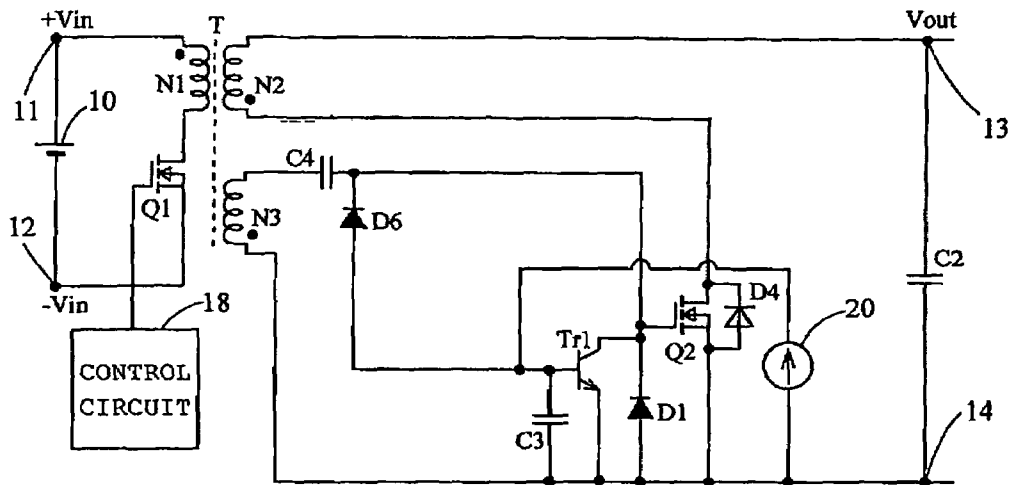 +Vin
T
Vout
11
10
N1
N2
13
C4
Q1
12
N3
D6
-Vin
18
C2
D4
20
Tr1
Q2
CONTROL
CIRCUIT
C3
D1
14